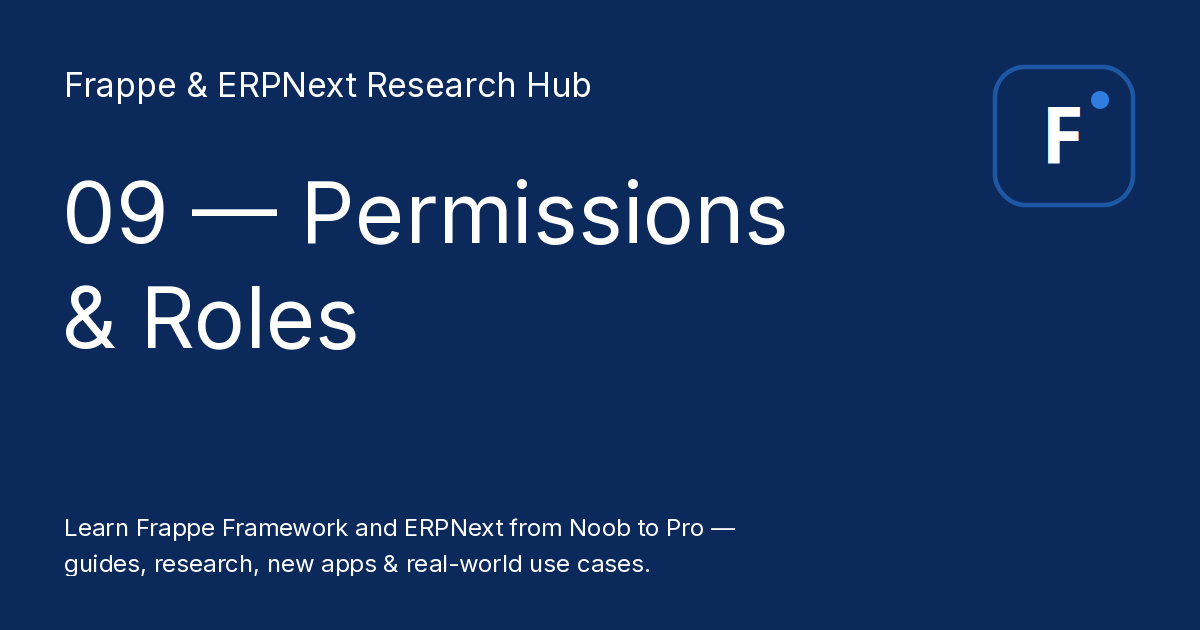 Frappe & ERPNext Research Hub
F
09 — Permissions
& Roles
Learn Frappe Framework and ERPNext from Noob to Pro —
guides, research, new apps & real-world use cases.